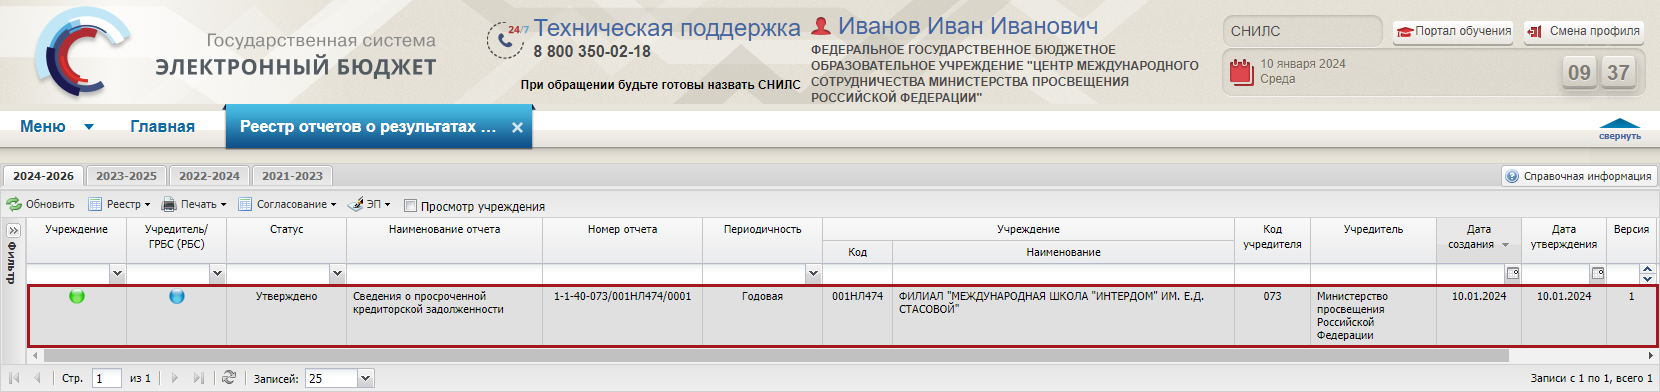 Государственная система
ЭЛЕКТРОННЫЙ БЮДЖЕТ
24/7
Техническая поддержка
8 800 350-02-18
При обращении будьте готовы назвать СНИЛС
Иванов Иван Иванович
ФЕДЕРАЛЬНОЕ ГОСУДАРСТВЕННОЕ БЮДЖЕТНОЕ
ОБРАЗОВАТЕЛЬНОЕ УЧРЕЖДЕНИЕ "ЦЕНТР МЕЖДУНАРОДНОГО
СОТРУДНИЧЕСТВА МИНИСТЕРСТВА ПРОСВЕЩЕНИЯ
РОССИЙСКОЙ ФЕДЕРАЦИИ"
СНИЛС
Портал обучения
Смена профиля
10 января 2024
Среда
09 37
Меню
Главная
Реестр отчетов о результатах ...
свернуть
2024-2026 2023-2025 2022-2024 2021-2023
Справочная информация
Обновить Реестр Печать Согласование ЭП Просмотр учреждения
Фильтр
Учреждение
Учредитель/
ГРБС (РБС)
Статус
Наименование отчета
Номер отчета
Периодичность
Учреждение
Код
Наименование
Код
учредителя
Учредитель
Дата
создания
Дата
утверждения
Версия
Утверждено
Сведения о просроченной
кредиторской задолженности
1-1-40-073/001НЛ474/0001
Годовая
001НЛ474
ФИЛИАЛ "МЕЖДУНАРОДНАЯ ШКОЛА "ИНТЕРДОМ" ИМ. Е.Д.
СТАСОВОЙ"
073
Министерство
просвещения
Российской
Федерации
10.01.2024
10.01.2024
1
Стр. 1 из 1
Записей: 25
Записи с 1 по 1, всего 1